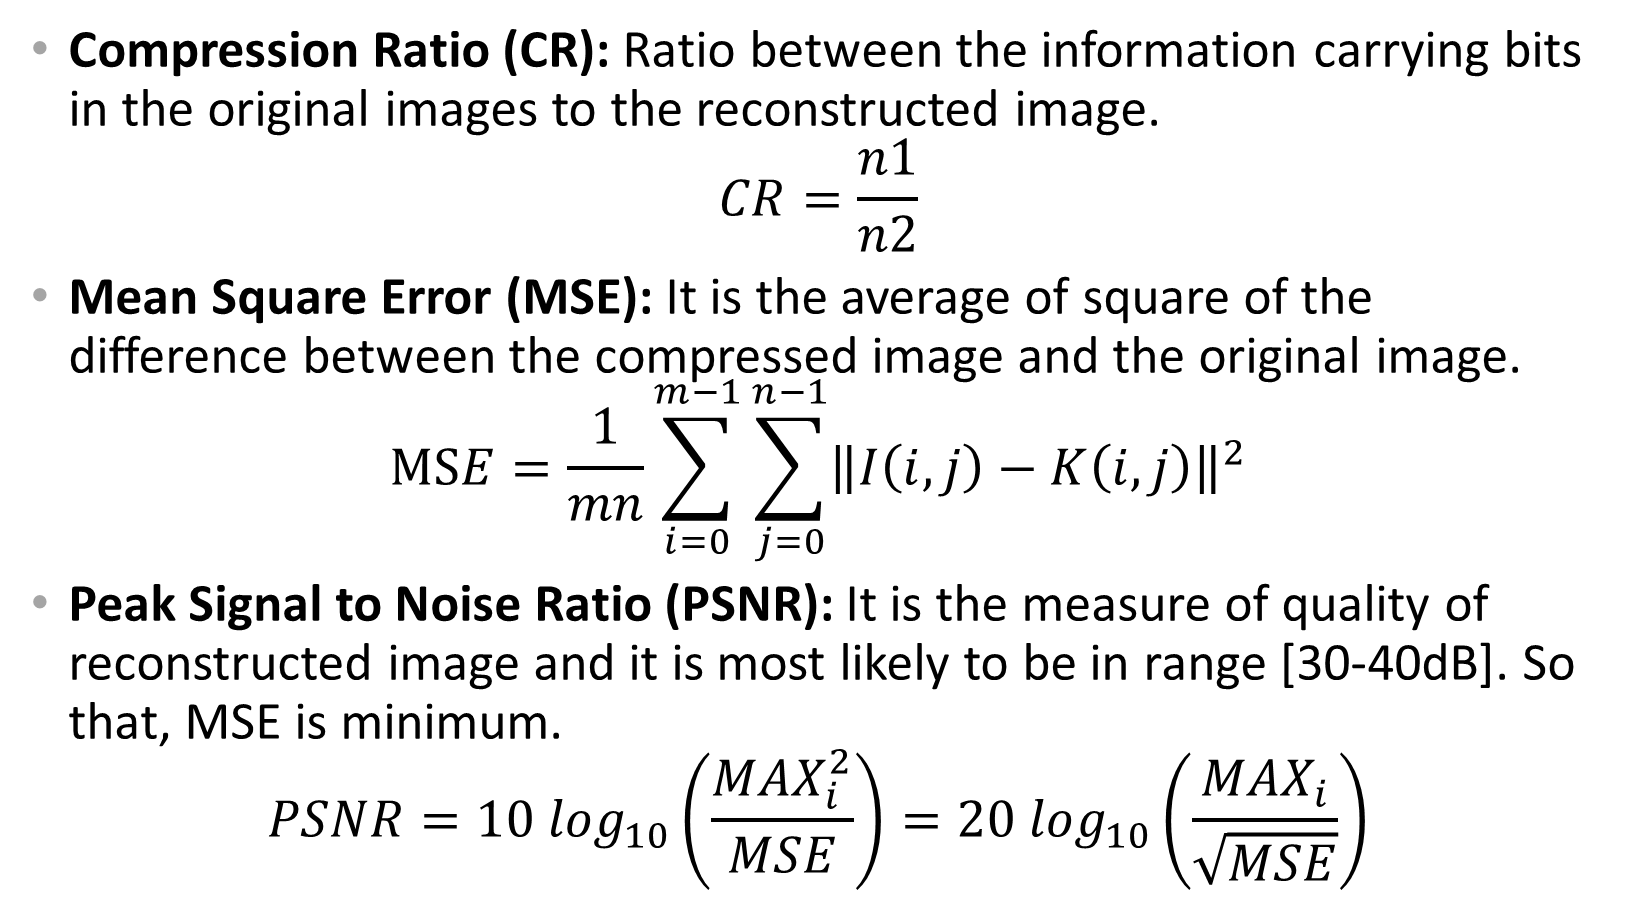 • Compression Ratio (CR): Ratio between the information carrying bits
in the original images to the reconstructed image.
CR = n1/n2
• Mean Square Error (MSE): It is the average of square of the
difference between the compressed image and the original image.
MSE = 1/mn ∑_{i=0}^{m−1} ∑_{j=0}^{n−1} ‖I(i,j) − K(i,j)‖²
• Peak Signal to Noise Ratio (PSNR): It is the measure of quality of
reconstructed image and it is most likely to be in range [30-40dB]. So
that, MSE is minimum.
PSNR = 10 log₁₀ (MAX_i²/MSE) = 20 log₁₀ (MAX_i/√MSE)